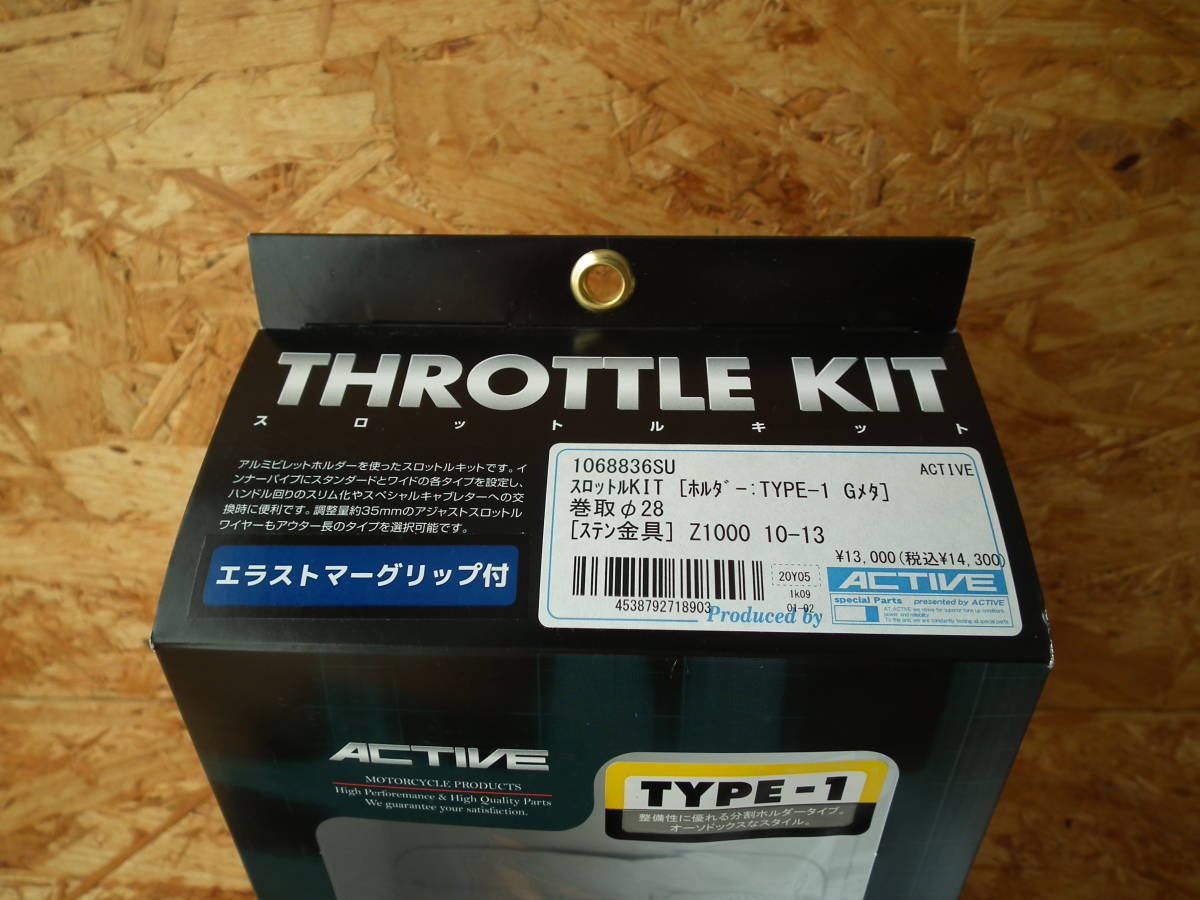 THROTTLE KIT
スロットルキット
アルミビレットホルダーを使ったスロットルキットです。イ
ンナーパイプにスタンダードとワイドの各タイプを設定し、
ハンドル回りのスリム化やスペシャルキャブレターへの交
換時に便利です。調整量約35mmのアジャストスロットル
ワイヤーもアウター長のタイプを選択可能です。
エラストマーグリップ付
1068836SU ACTIVE
スロットルKIT [ホルダー:TYPE-1 Gメタ]
巻取φ28
[ステン金具] Z1000 10-13
¥13,000(税込¥14,300)
20Y05
1k09
01-02
4538792718903
Produced by
ACTIVE
special Parts presented by ACTIVE
ACTIVE
MOTORCYCLE PRODUCTS
High Performance & High Quality Parts
We guarantee your satisfaction.
TYPE-1
整備性に優れる分割ホルダータイプ。
オーソドックスなスタイル。